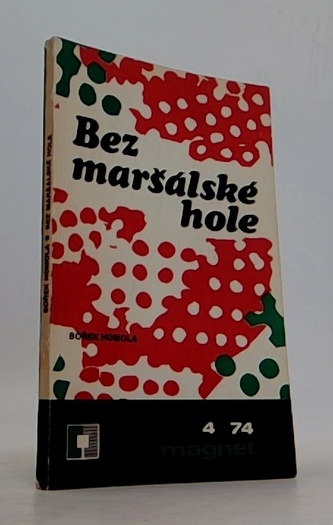 Bez
maršálské
hole
BOŘEK HOMOLA
4 74
magnet
BOŘEK HOMOLA BEZ MARŠÁLSKÉ HOLE